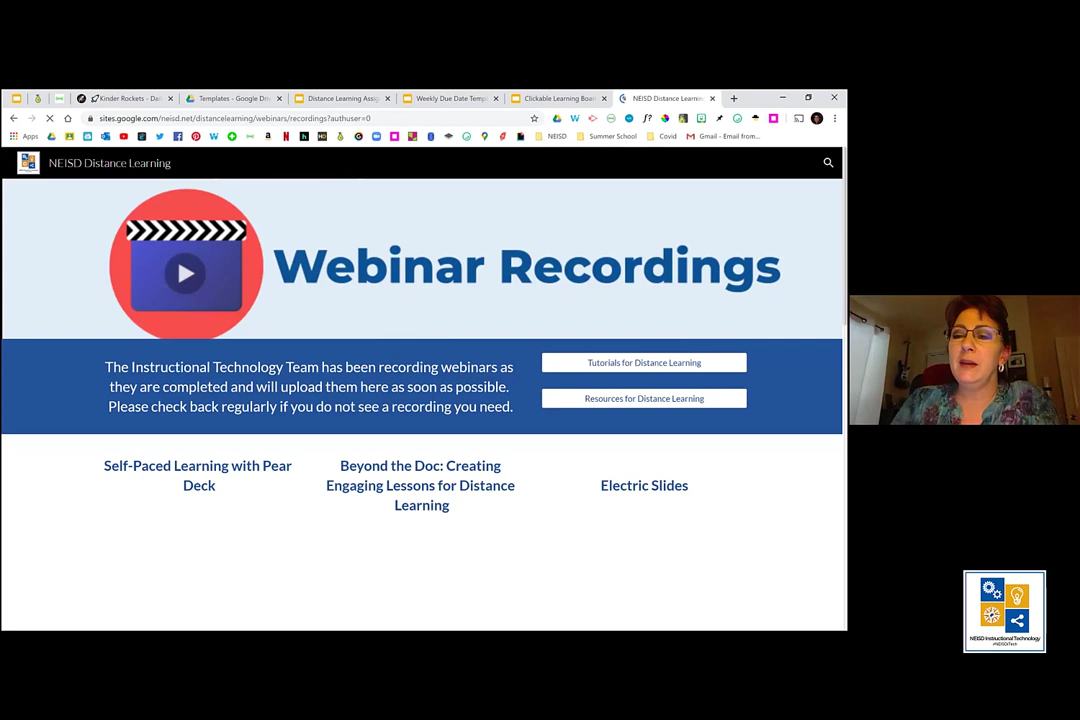 Kinder Rockets - Dai
Templates - Google Dri
Distance Learning Assig
Weekly Due Date Templ
Clickable Learning Boa
NEISD Distance Learnin
sites.google.com/neisd.net/distancelearning/webinars/recordings?authuser=0
Apps
NEISD
Summer School
Covid
Gmail - Email from...
NEISD Distance Learning
Webinar Recordings
The Instructional Technology Team has been recording webinars as
they are completed and will upload them here as soon as possible.
Please check back regularly if you do not see a recording you need.
Tutorials for Distance Learning
Resources for Distance Learning
Self-Paced Learning with Pear
Deck
Beyond the Doc: Creating
Engaging Lessons for Distance
Learning
Electric Slides
NEISD Instructional Technology
#NEISDiTech